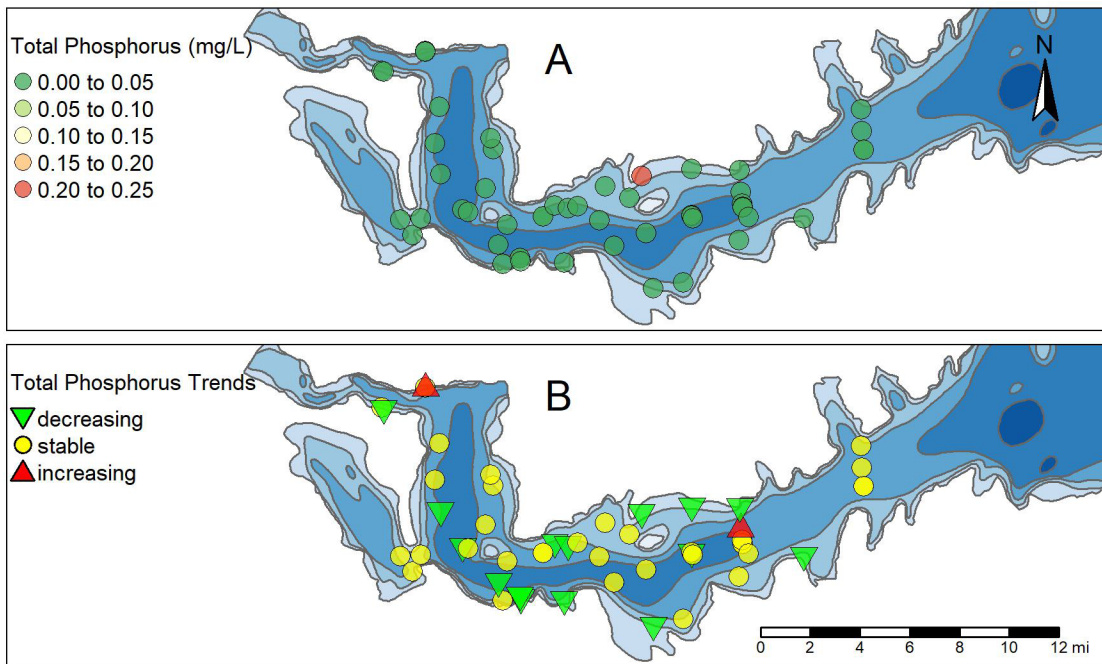 Total Phosphorus (mg/L)
0.00 to 0.05
0.05 to 0.10
0.10 to 0.15
0.15 to 0.20
0.20 to 0.25
A
N
Total Phosphorus Trends
decreasing
stable
increasing
B
0 2 4 6 8 10 12 mi